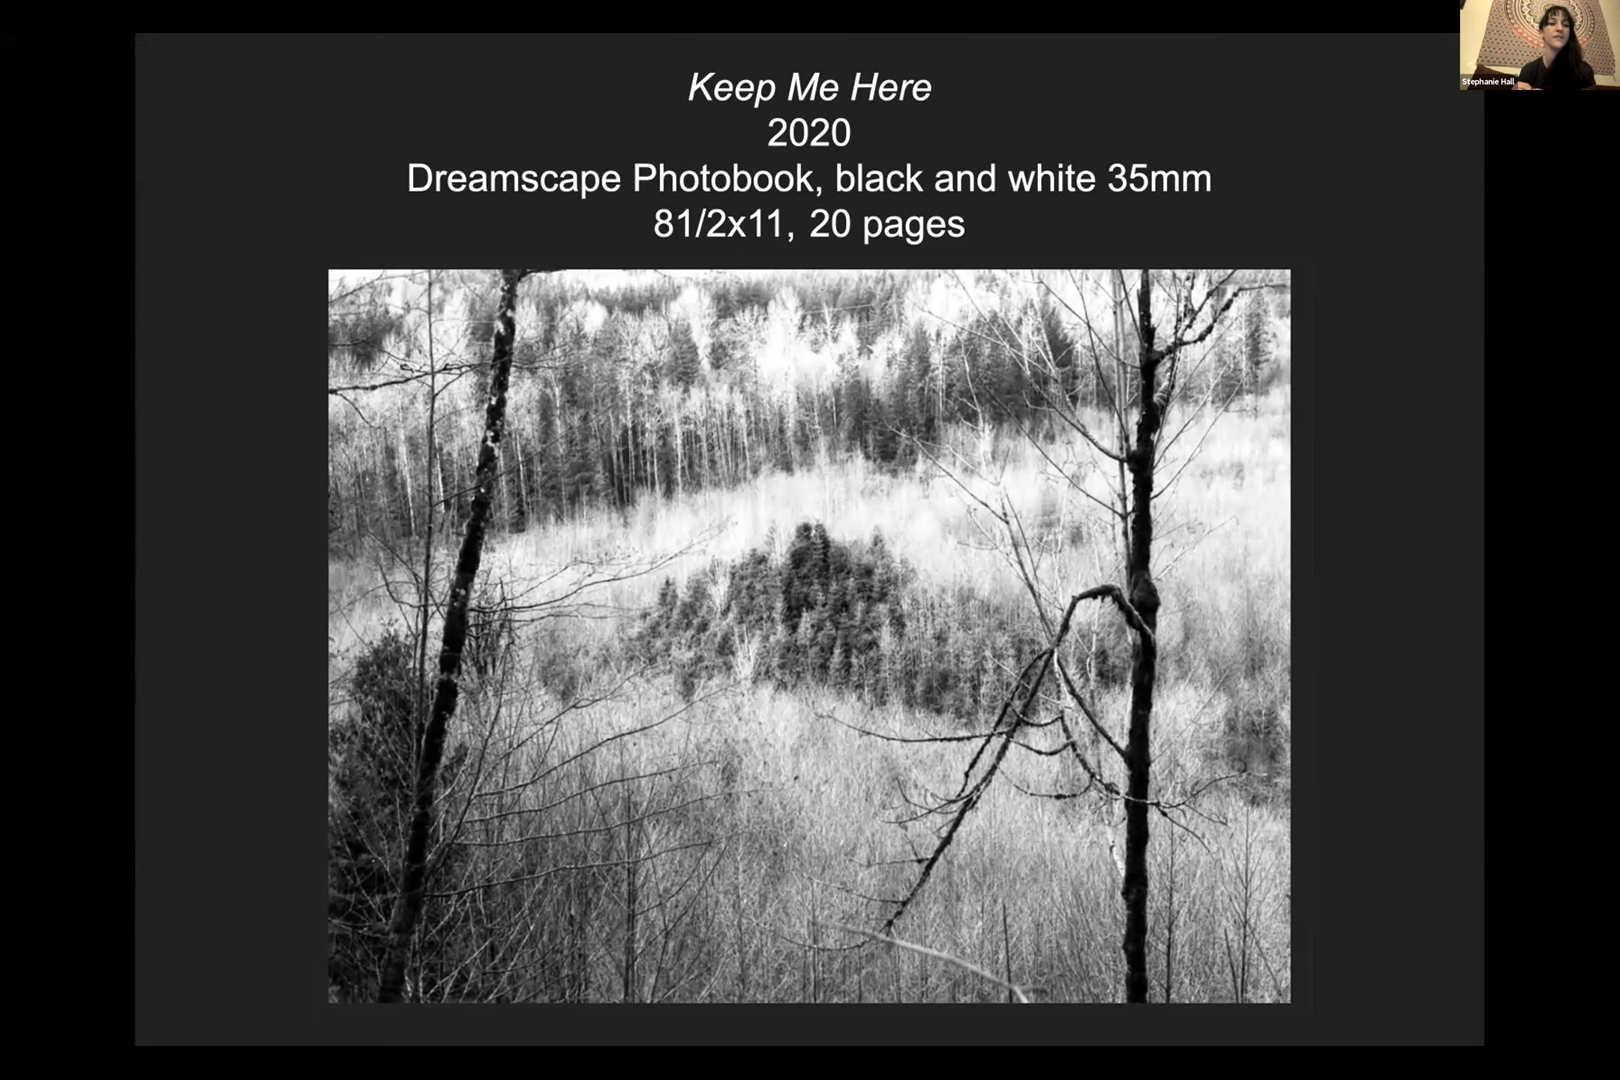 Keep Me Here
2020
Dreamscape Photobook, black and white 35mm
81/2x11, 20 pages
Stephanie Hall